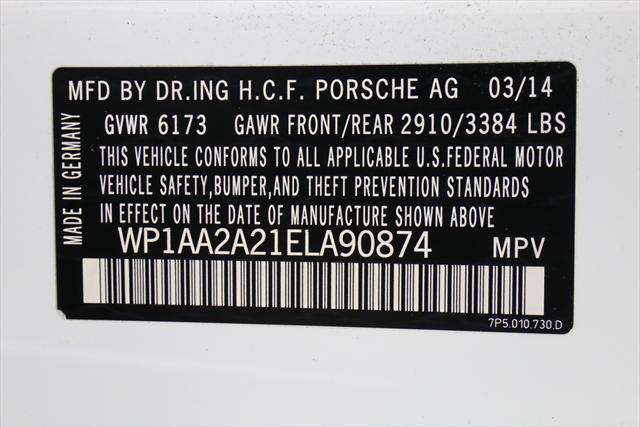 MFD BY DR.ING H.C.F. PORSCHE AG 03/14
GVWR 6173 GAWR FRONT/REAR 2910/3384 LBS
THIS VEHICLE CONFORMS TO ALL APPLICABLE U.S.FEDERAL MOTOR
VEHICLE SAFETY,BUMPER,AND THEFT PREVENTION STANDARDS
IN EFFECT ON THE DATE OF MANUFACTURE SHOWN ABOVE
WP1AA2A21ELA90874 MPV
7P5.010.730.D
MADE IN GERMANY